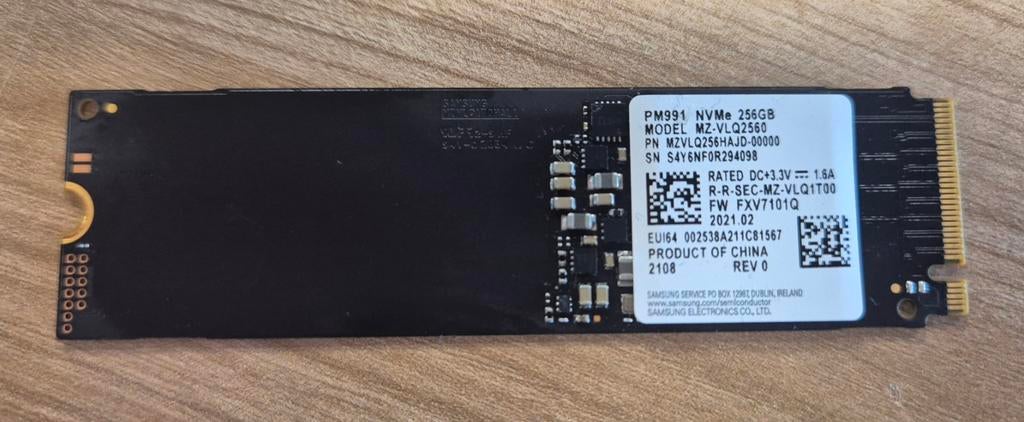 SAMSUNG
PM991 NVMe 256GB
MODEL MZ-VLQ2560
PN MZVLQ256HAJD-00000
SN S4Y6NF0R294098
RATED DC+3.3V ⎓ 1.6A
R-R-SEC-MZ-VLQ1T00
FW FXV7101Q
2021.02
EUI64 002538A211C81567
PRODUCT OF CHINA
2108 REV 0
SAMSUNG SERVICE PO BOX 12987, DUBLIN, IRELAND
www.samsung.com/semiconductor
SAMSUNG ELECTRONICS CO., LTD.